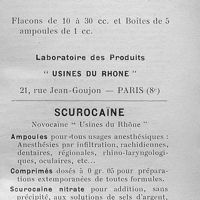 Flacons de 10 à 30 cc. et Boîtes de 5
ampoules de 1 cc.
Laboratoire des Produits
" USINES DU RHONE "
21, rue Jean-Goujon — PARIS (8e)
SCUROCAÏNE
Novocaïne " Usines du Rhône "
Ampoules pour tous usages anesthésiques :
Anesthésies par infiltration, rachidiennes,
dentaires, régionales, rhino-laryngologi-
ques, oculaires, etc...
Comprimés dosés à 0 gr. 05 pour prépara-
tions extemporanées de toutes formules.
Scurocaïne nitrate pour addition, sans
précipité, aux solutions de sels d'argent,